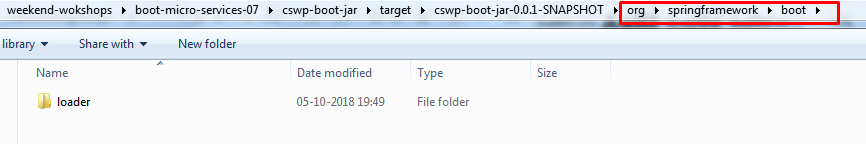 weekend-wokshops boot-micro-services-07 cswp-boot-jar target cswp-boot-jar-0.0.1-SNAPSHOT org springframework boot
library Share with New folder
Name Date modified Type Size
loader 05-10-2018 19:49 File folder